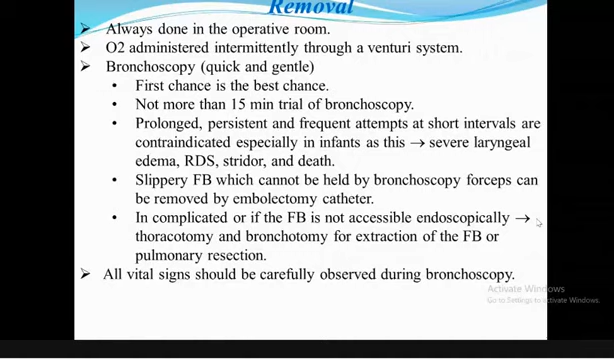 Removal
➢ Always done in the operative room.
➢ O2 administered intermittently through a venturi system.
➢ Bronchoscopy (quick and gentle)
• First chance is the best chance.
• Not more than 15 min trial of bronchoscopy.
• Prolonged, persistent and frequent attempts at short intervals are
contraindicated especially in infants as this → severe laryngeal
edema, RDS, stridor, and death.
• Slippery FB which cannot be held by bronchoscopy forceps can
be removed by embolectomy catheter.
• In complicated or if the FB is not accessible endoscopically →
thoracotomy and bronchotomy for extraction of the FB or
pulmonary resection.
➢ All vital signs should be carefully observed during bronchoscopy.
Activate Windows
Go to Settings to activate Windows.